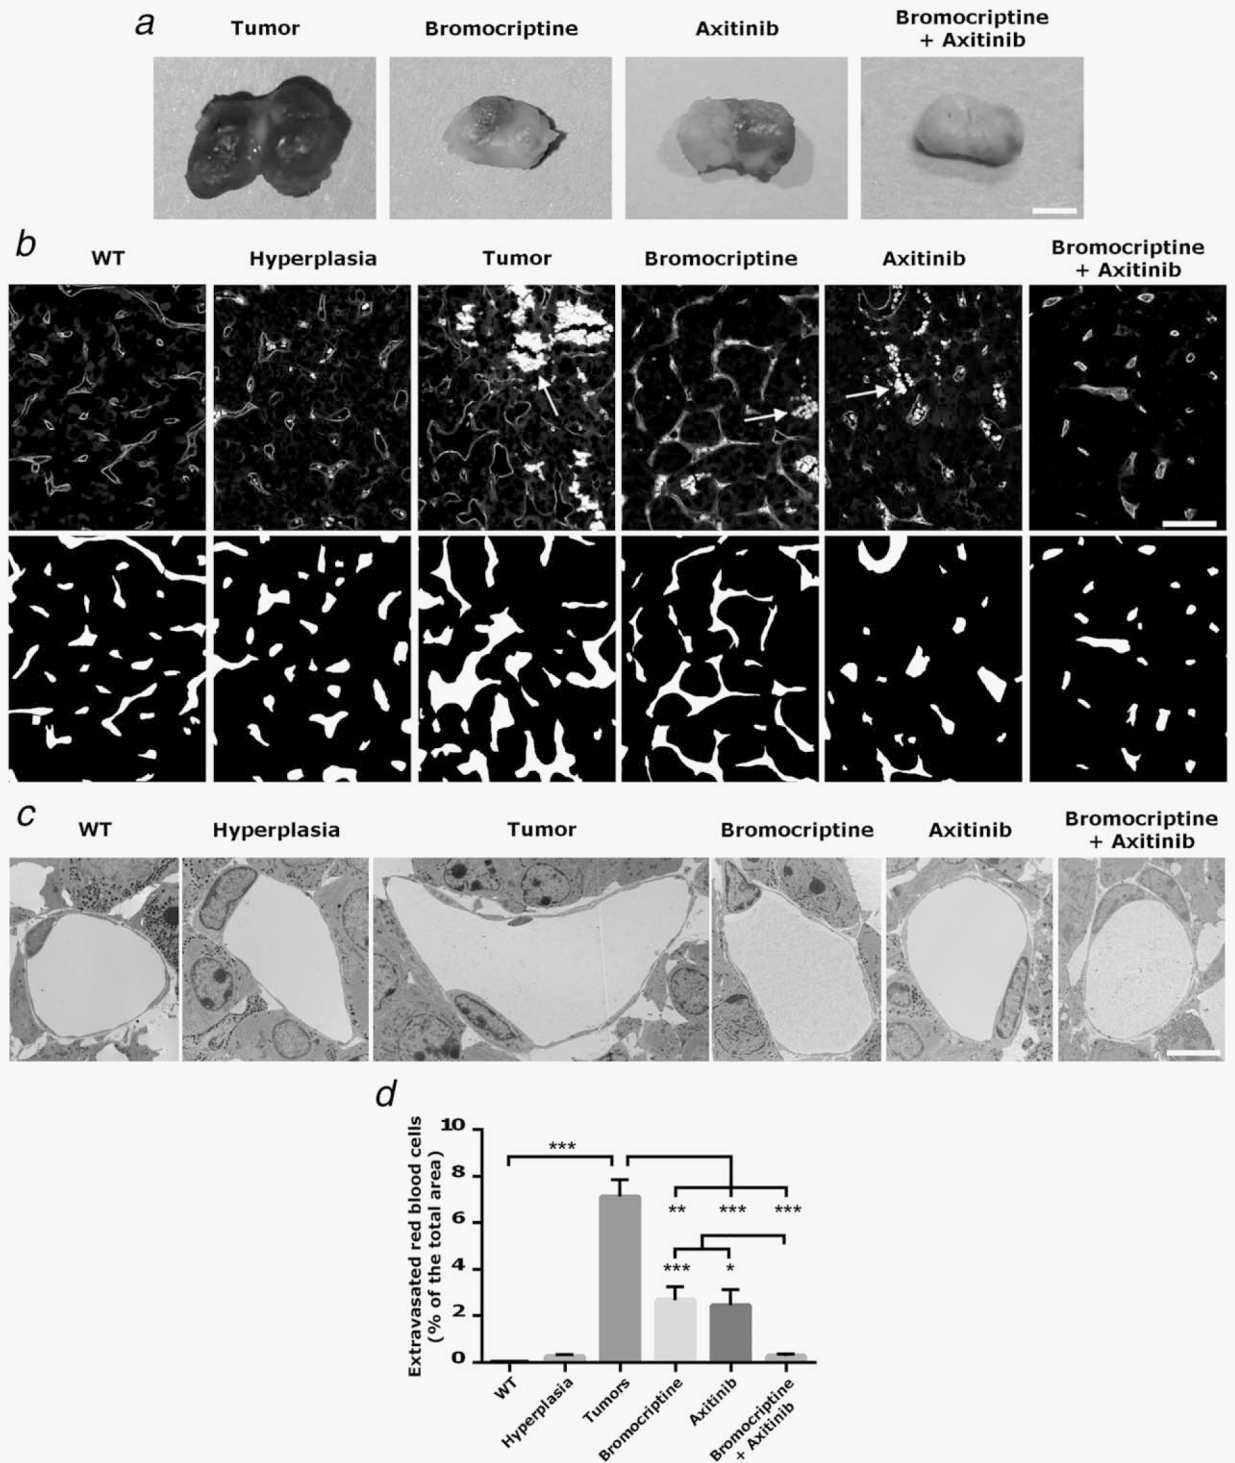 a
Tumor
Bromocriptine
Axitinib
Bromocriptine
+ Axitinib
b
WT
Hyperplasia
Tumor
Bromocriptine
Axitinib
Bromocriptine
+ Axitinib
c
WT
Hyperplasia
Tumor
Bromocriptine
Axitinib
Bromocriptine
+ Axitinib
d
Extravasated red blood cells
(% of the total area)
10
8
6
4
2
0
***
** *** ***
*** *
WT
Hyperplasia
Tumors
Bromocriptine
Axitinib
Bromocriptine
+ Axitinib